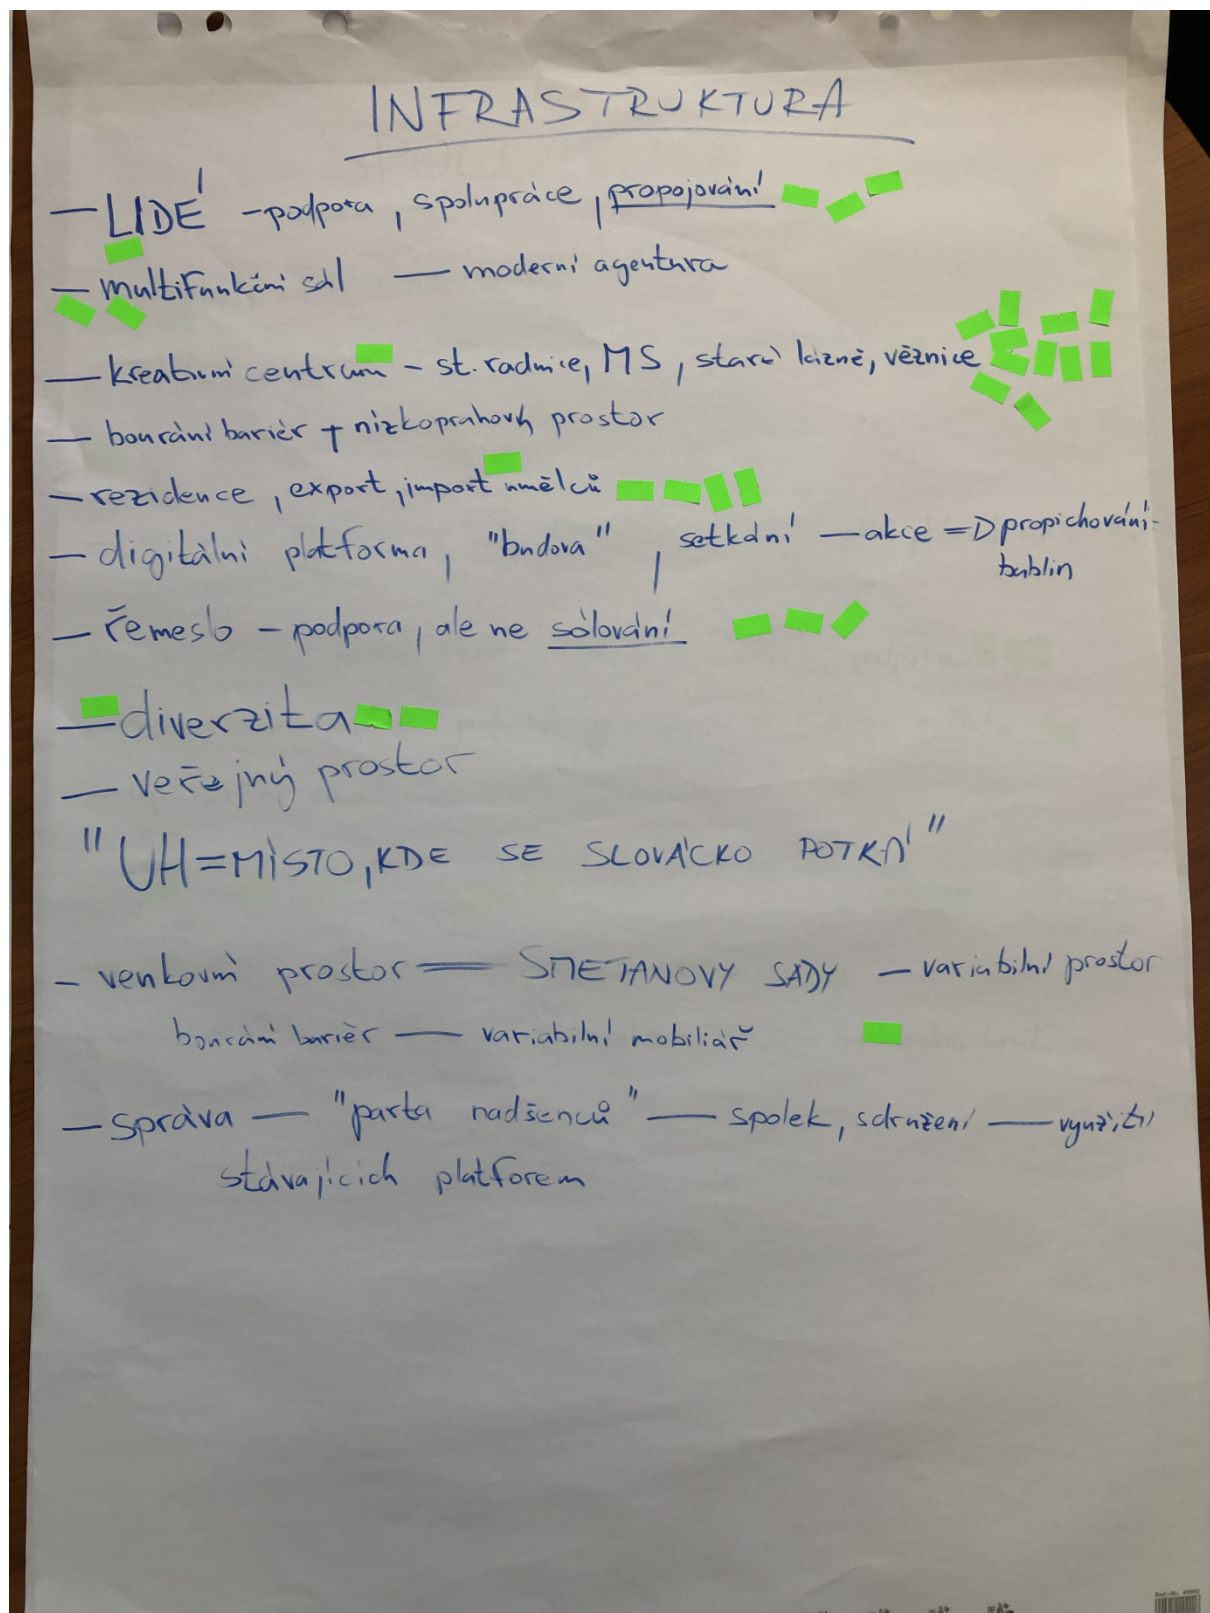 INFRASTRUKTURA
— LIDÉ - podpora, spolupráce, propojování
— multifunkční sál — moderní agentura
— kreativní centrum - st. radnice, MS, staré lázně, věznice
— bourání bariér + nízkoprahový prostor
— rezidence, export, import umělců
— digitální platforma, "budova", setkání — akce => propichování
bublin
— řemeslo - podpora, ale ne sólování
— diverzita
— veřejný prostor
"UH=MÍSTO, KDE SE SLOVÁCKO POTKÁ"
- venkovní prostor = SMETANOVY SADY - variabilní prostor
bourání bariér — variabilní mobiliář
— správa — "parta nadšenců" — spolek, sdružení — využití
stávajících platforem